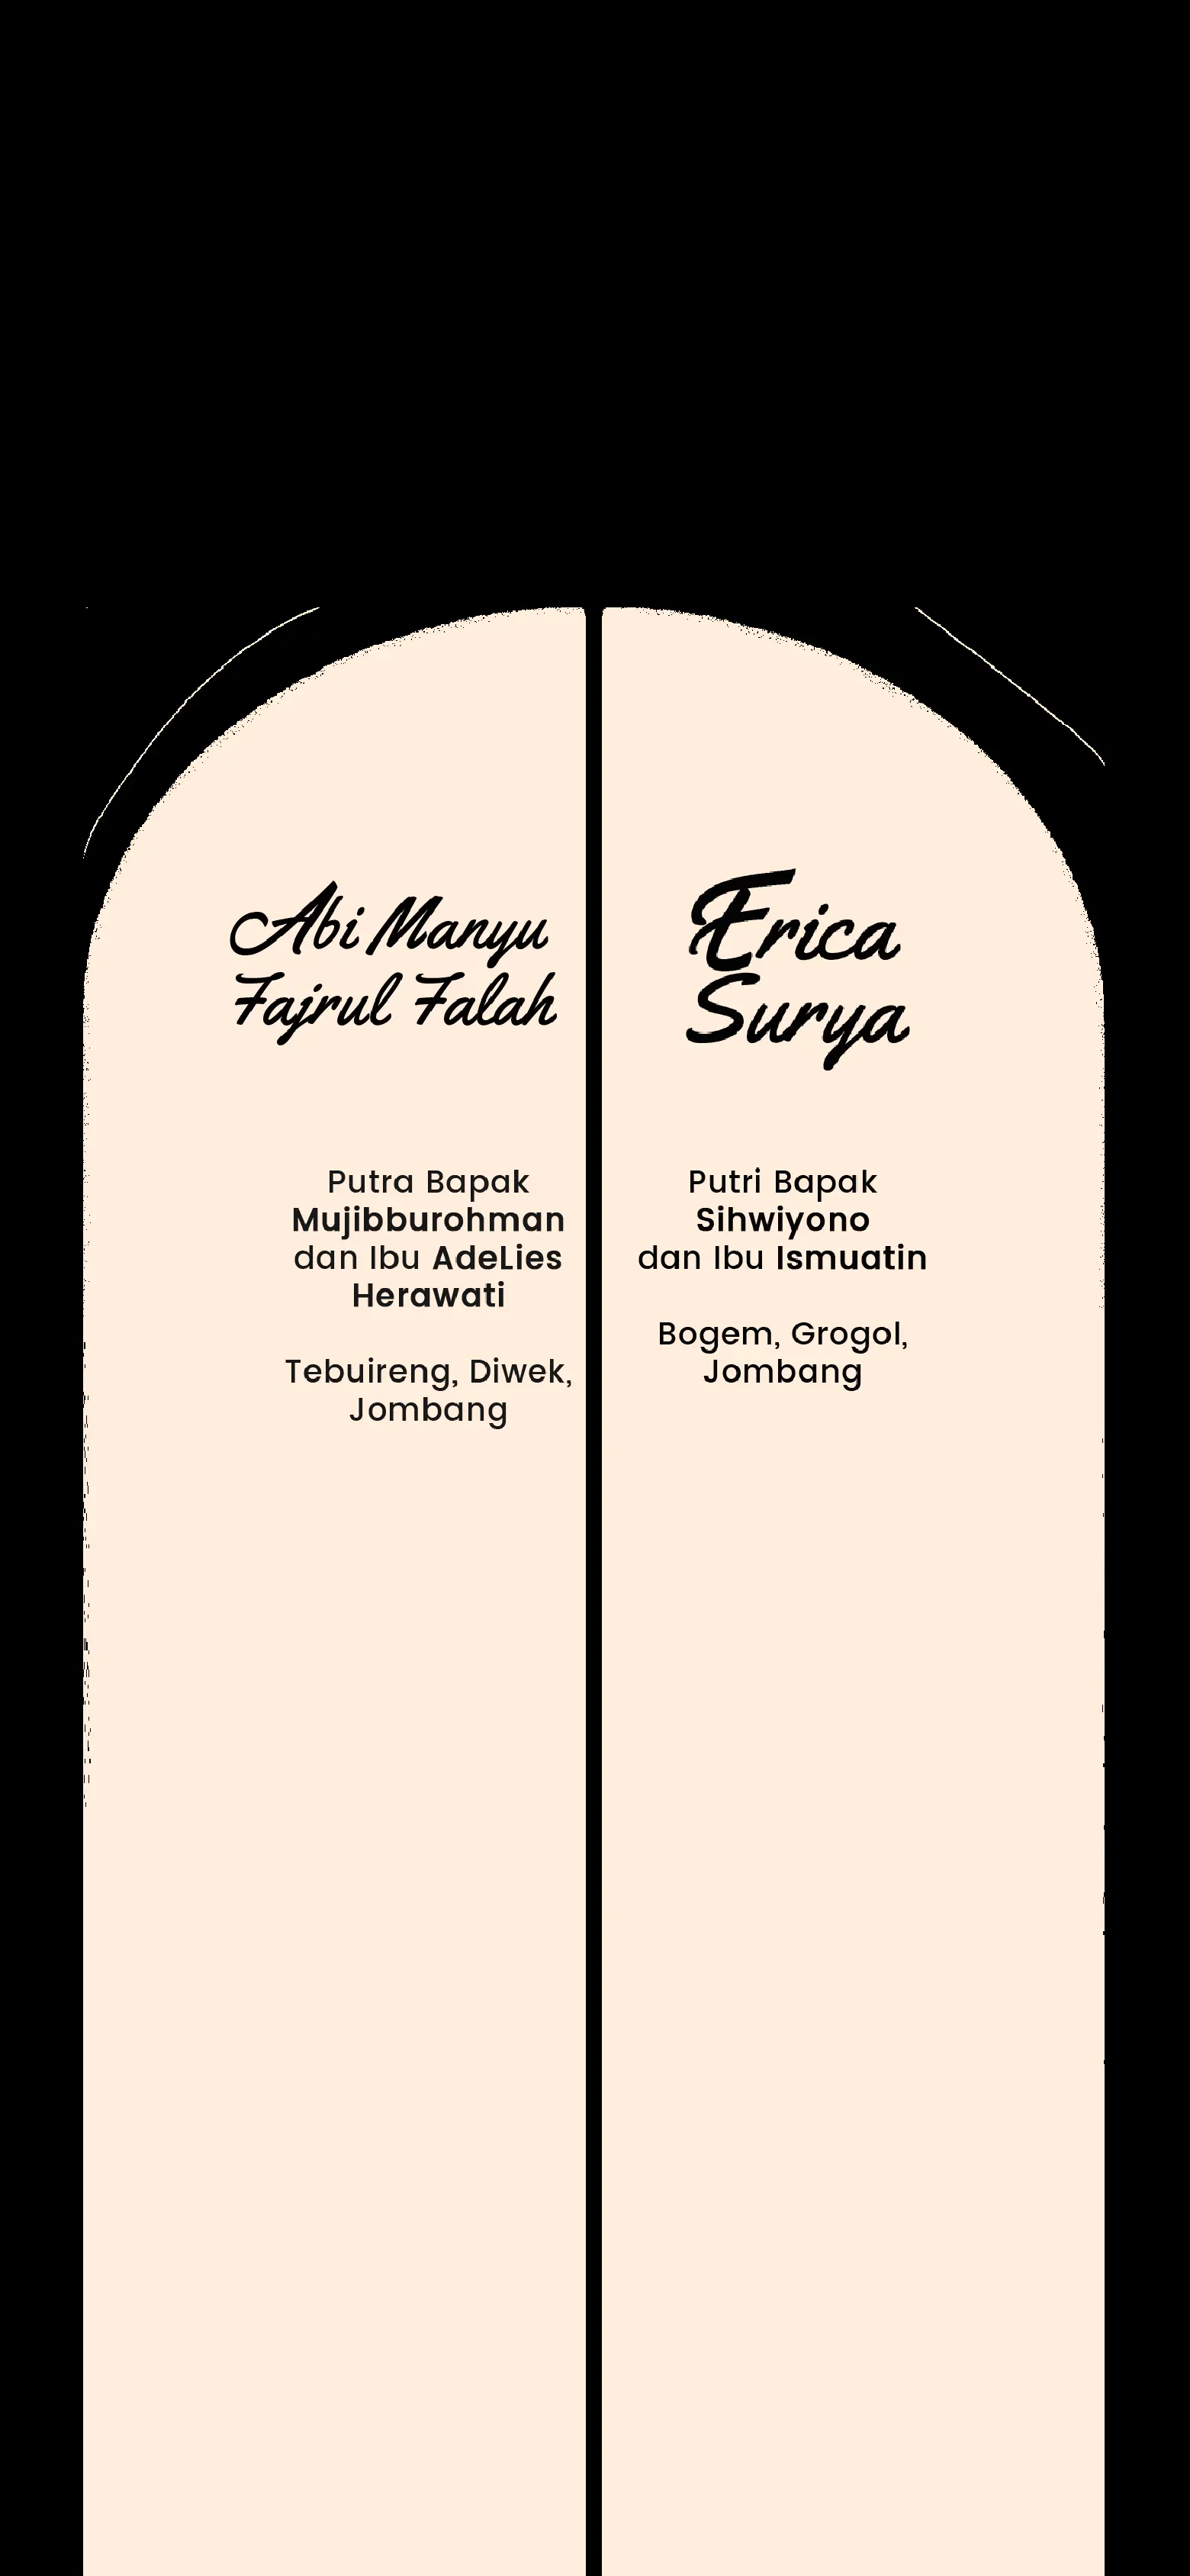 Abi Manyu
Fajrul Falah
Putra Bapak
Mujibburohman
dan Ibu AdeLies
Herawati
Tebuireng, Diwek,
Jombang
Erica
Surya
Putri Bapak
Sihwiyono
dan Ibu Ismuatin
Bogem, Grogol,
Jombang